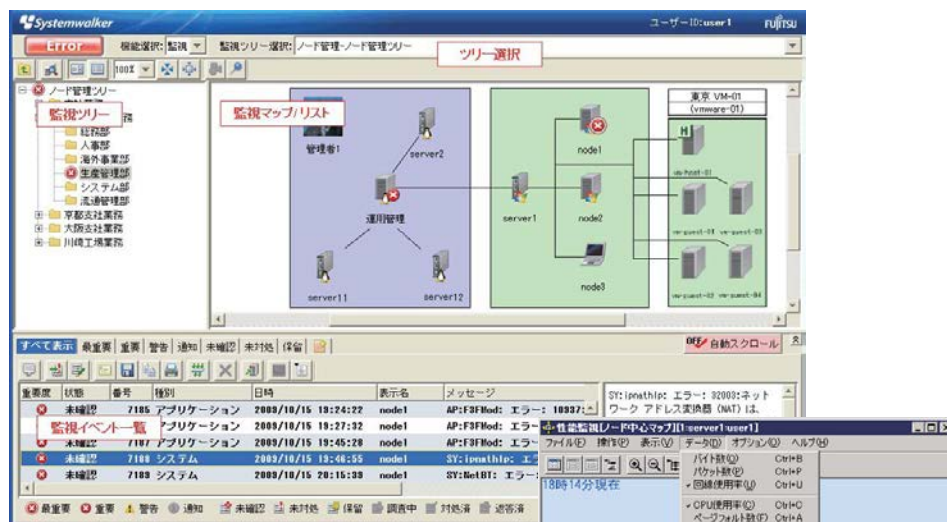 Systemwalker
ユーザーID:user1
FUJITSU
Error
機能選択: 監視
監視ツリー選択: ノード管理-ノード管理ツリー
ツリー選択
100%
ノード管理ツリー
監視ツリー
総務部
人事部
海外事業部
生産管理部
システム部
流通管理部
京都支社業務
大阪支社業務
川崎工場業務
監視マップ/リスト
管理者1
server2
運用管理
server11
server12
node1
server1
node2
node3
東京 VM-01
(vmware-01)
vm-host-01
vm-guest-01
vm-guest-03
vm-guest-02
vm-guest-04
すべて表示 最重要 重要 警告 通知 未確認 未対処 保留
OFF 自動スクロール
重要度 状態 番号 種別 日時 表示名 メッセージ
未確認 7185 アプリケーション 2009/10/15 19:24:22 node1 AP:F3FMod: エラー: 10937:
監視イベント一覧
アプリケーション 2009/10/15 19:27:32 node1 AP:F3FMod: エラー
7187 アプリケーション 2009/10/15 19:45:28 node1 AP:F3FMod: エラー
未確認 7188 システム 2009/10/15 19:46:55 node1 SY:ipnathlp: エラー
未確認 7189 システム 2009/10/15 20:15:39 node1 SY:NetBT: エラー
SY:ipnathlp: エラー: 32003:ネット
ワーク アドレス変換器 (NAT) は、
最重要 重要 警告 通知 未確認 未対処 保留 調査中 対処済 返答済
性能監視[ノード中心マップ][1:server1:user1]
ファイル(F) 操作(P) 表示(V) データ(D) オプション(O) ヘルプ(H)
18時14分現在
バイト数(Q) Ctrl+B
パケット数(P) Ctrl+P
回線使用率(U) Ctrl+U
CPU使用率(C) Ctrl+C
ページフォルト数(F) Ctrl+A